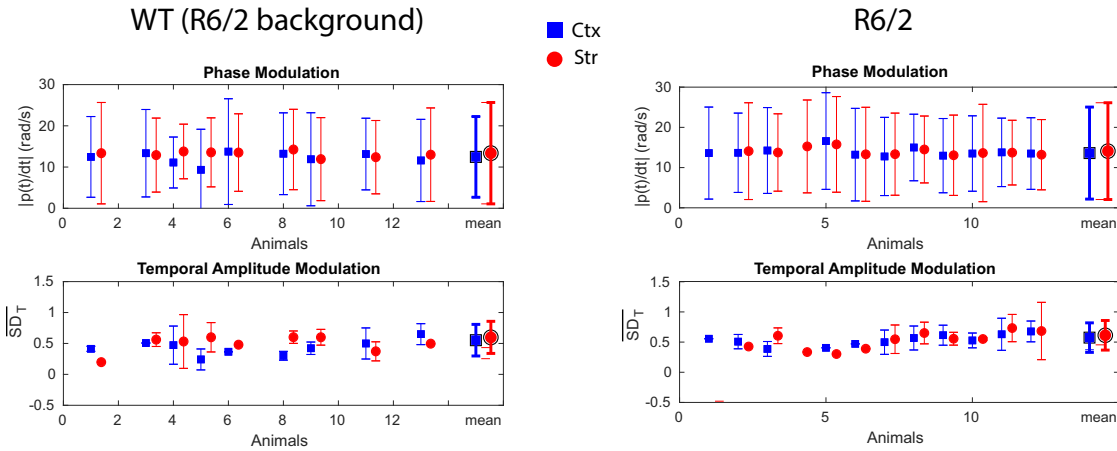 WT (R6/2 background)
Ctx
Str
R6/2
Phase Modulation
30
20
10
0
|p(t)/dt| (rad/s)
0 2 4 6 8 10 12 mean
Animals
Temporal Amplitude Modulation
1.5
1
0.5
0
-0.5
SD_T
0 2 4 6 8 10 12 mean
Animals
Phase Modulation
30
20
10
0
|p(t)/dt| (rad/s)
0 5 10 mean
Animals
Temporal Amplitude Modulation
1.5
1
0.5
0
-0.5
SD_T
0 5 10 mean
Animals